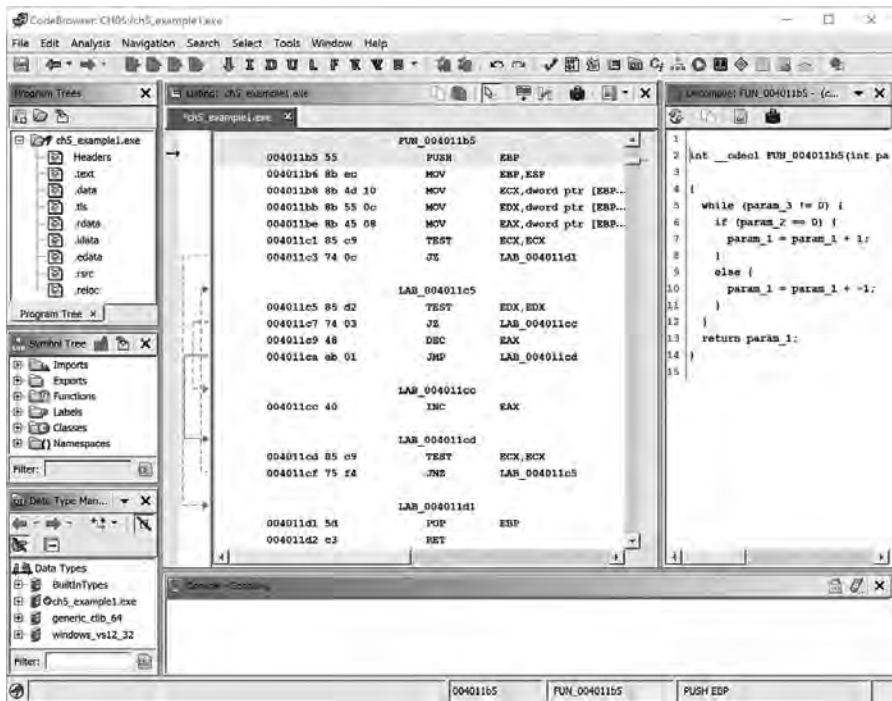 CodeBrowser: CH05:/ch5_example1.exe
File Edit Analysis Navigation Search Select Tools Window Help
I D U L F K V B
Program Trees
ch5_example1.exe
Headers
.text
.data
.tls
.rdata
.idata
.edata
.rsrc
.reloc
Program Tree ×
Symbol Tree
Imports
Exports
Functions
Labels
Classes
Namespaces
Filter:
Data Type Man...
Data Types
BuiltInTypes
ch5_example1.exe
generic_clib_64
windows_vs12_32
Filter:
Listing: ch5_example1.exe
*ch5_example1.exe
FUN_004011b5
004011b5 55 PUSH EBP
004011b6 8b ec MOV EBP,ESP
004011b8 8b 4d 10 MOV ECX,dword ptr [EBP...
004011bb 8b 55 0c MOV EDX,dword ptr [EBP...
004011be 8b 45 08 MOV EAX,dword ptr [EBP...
004011c1 85 c9 TEST ECX,ECX
004011c3 74 0c JZ LAB_004011d1
LAB_004011c5
004011c5 85 d2 TEST EDX,EDX
004011c7 74 03 JZ LAB_004011cc
004011c9 48 DEC EAX
004011ca eb 01 JMP LAB_004011cd
LAB_004011cc
004011cc 40 INC EAX
LAB_004011cd
004011cd 85 c9 TEST ECX,ECX
004011cf 75 f4 JNZ LAB_004011c5
LAB_004011d1
004011d1 5d POP EBP
004011d2 c3 RET
Decompile: FUN_004011b5 - (c...
1
2 int __cdecl FUN_004011b5(int pa
3
4 {
5 while (param_3 != 0) {
6 if (param_2 == 0) {
7 param_1 = param_1 + 1;
8 }
9 else {
10 param_1 = param_1 + -1;
11 }
12 }
13 return param_1;
14 }
15
Console - Scripting
004011b5 FUN_004011b5 PUSH EBP